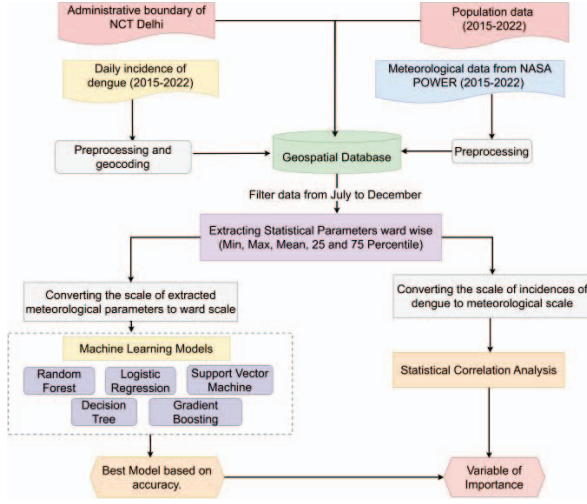 Administrative boundary of
NCT Delhi
Population data
(2015-2022)
Daily incidence of
dengue (2015-2022)
Meteorological data from NASA
POWER (2015-2022)
Preprocessing and
geocoding
Geospatial Database
Preprocessing
Filter data from July to December
Extracting Statistical Parameters ward wise
(Min, Max, Mean, 25 and 75 Percentile)
Converting the scale of extracted
meteorological parameters to ward scale
Converting the scale of incidences of
dengue to meteorological scale
Machine Learning Models
Random
Forest
Logistic
Regression
Support Vector
Machine
Decision
Tree
Gradient
Boosting
Statistical Correlation Analysis
Best Model based on
accuracy.
Variable of
Importance